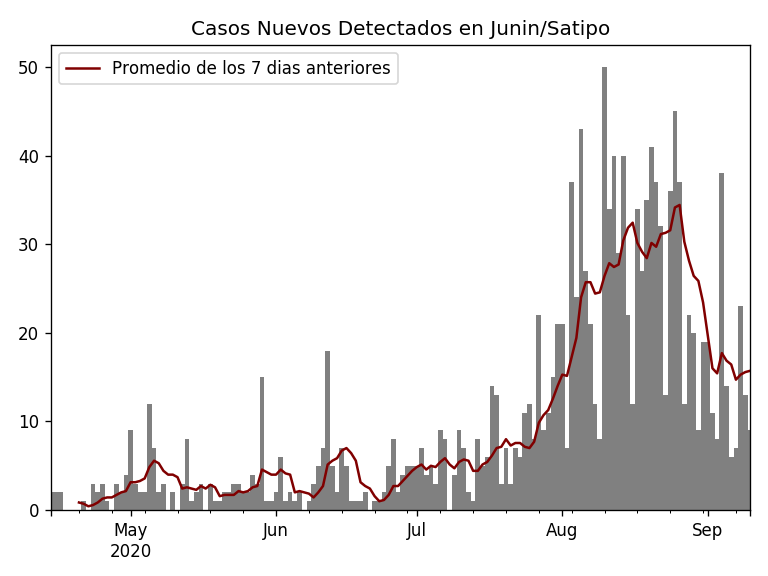 Casos Nuevos Detectados en Junin/Satipo
Promedio de los 7 dias anteriores
50
40
30
20
10
0
May Jun Jul Aug Sep
2020